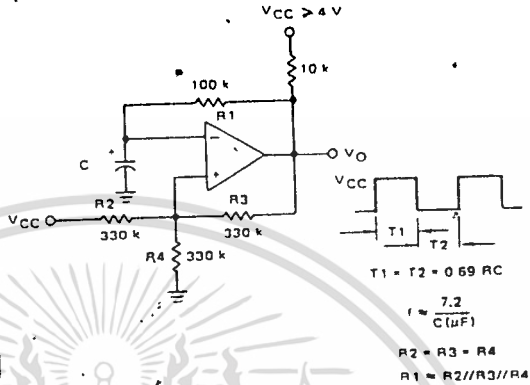 VCC > 4 V
10 k
100 k
R1
−
+
C
+
VO
VCC
R2
330 k
R3
330 k
R4
330 k
VCC
T1
T2
T1 = T2 = 0.69 RC
f ≈ 7.2 / C(μF)
R2 = R3 = R4
R1 ≈ R2//R3//R4